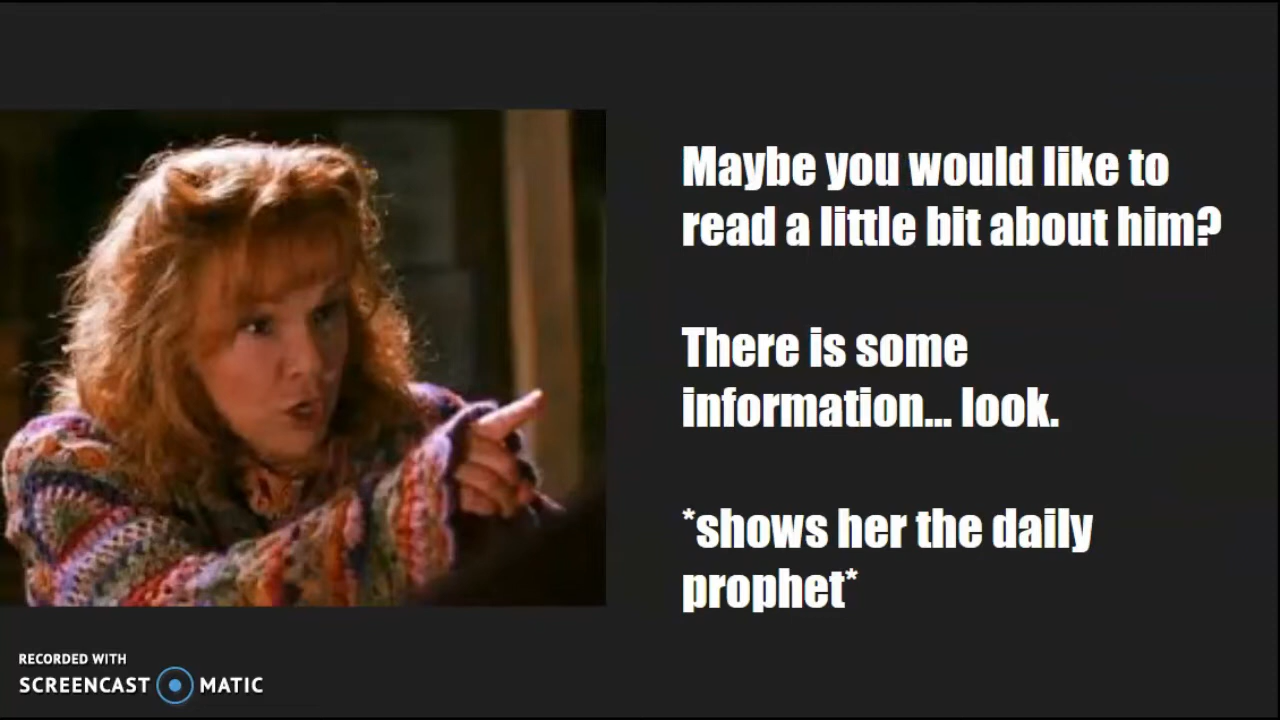 Maybe you would like to
read a little bit about him?
There is some
information... look.
*shows her the daily
prophet*
RECORDED WITH
SCREENCAST MATIC